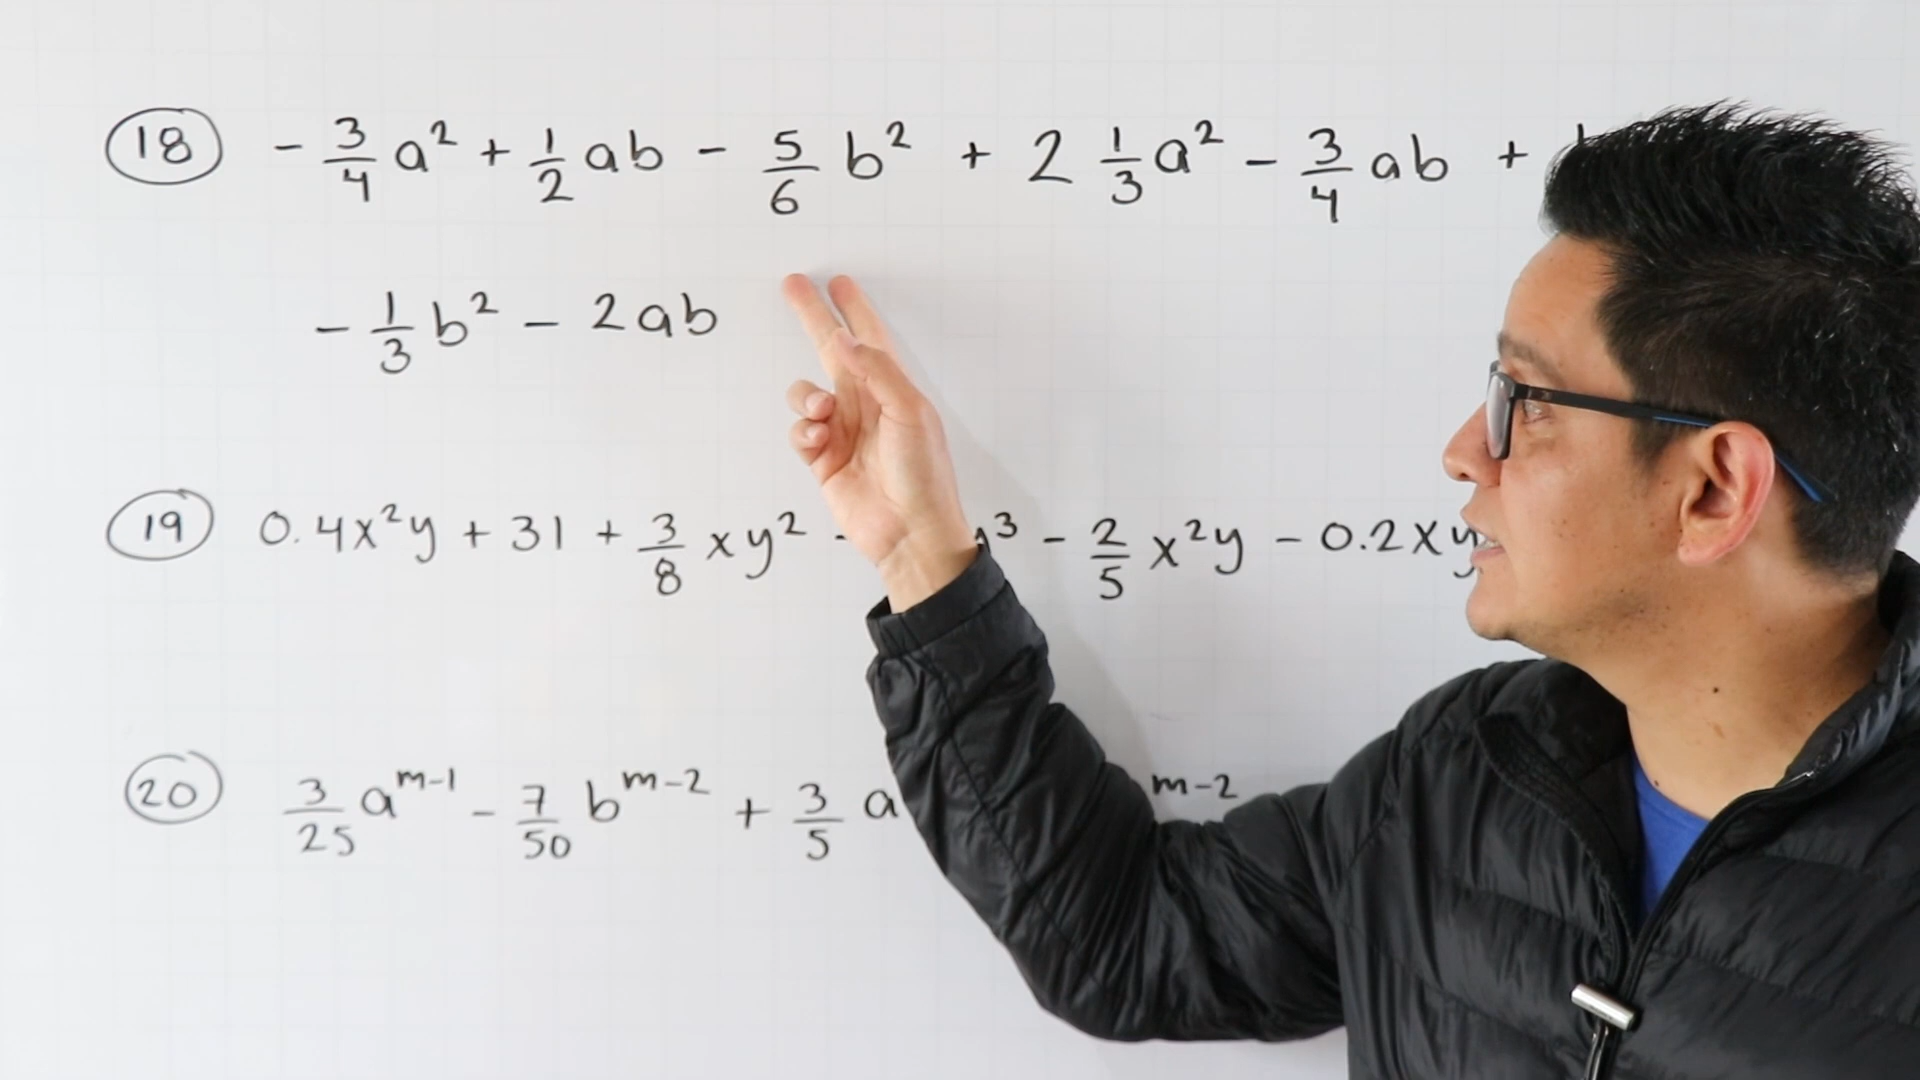 18 - 3/4 a² + 1/2 ab - 5/6 b² + 2 1/3 a² - 3/4 ab +
- 1/3 b² - 2ab
19 0.4x²y + 31 + 3/8 xy² - y³ - 2/5 x²y - 0.2xy
20 3/25 a^(m-1) - 7/50 b^(m-2) + 3/5 a m-2